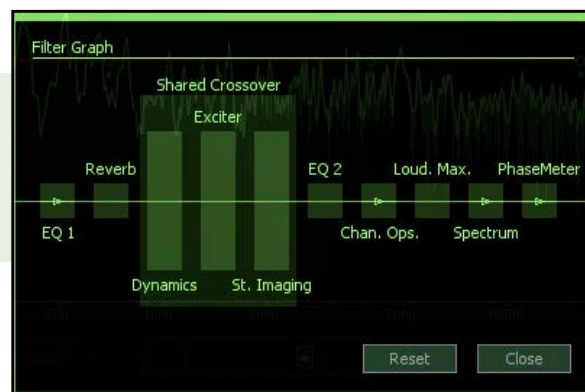 Filter Graph
Shared Crossover
Exciter
Reverb
EQ 2
Loud. Max.
PhaseMeter
EQ 1
Chan. Ops.
Spectrum
Dynamics
St. Imaging
Reset
Close